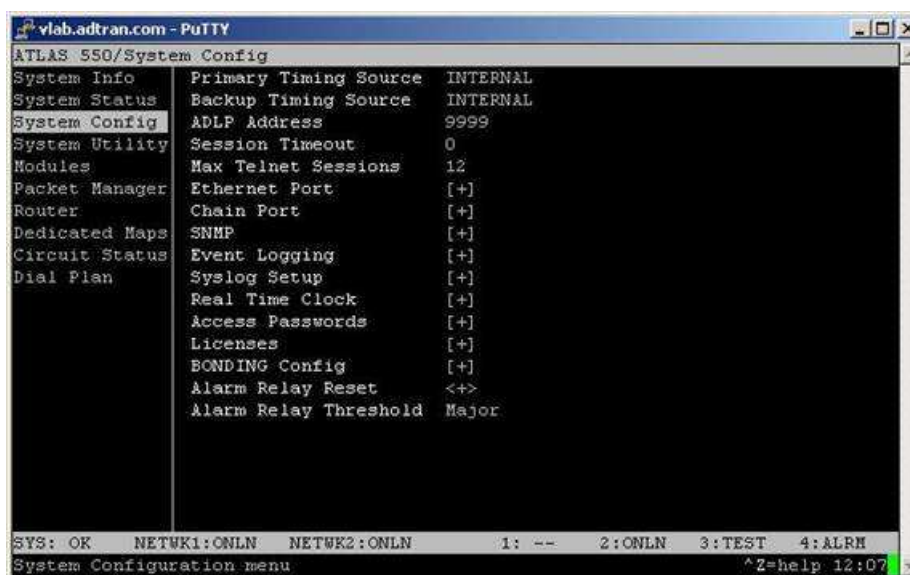 vlab.adtran.com - PuTTY
ATLAS 550/System Config
System Info Primary Timing Source INTERNAL
System Status Backup Timing Source INTERNAL
System Config ADLP Address 9999
System Utility Session Timeout 0
Modules Max Telnet Sessions 12
Packet Manager Ethernet Port [+]
Router Chain Port [+]
Dedicated Maps SNMP [+]
Circuit Status Event Logging [+]
Dial Plan Syslog Setup [+]
Real Time Clock [+]
Access Passwords [+]
Licenses [+]
BONDING Config [+]
Alarm Relay Reset <+>
Alarm Relay Threshold Major
SYS: OK NETWK1:ONLN NETWK2:ONLN 1: -- 2:ONLN 3:TEST 4:ALRM
System Configuration menu ^Z=help 12:07